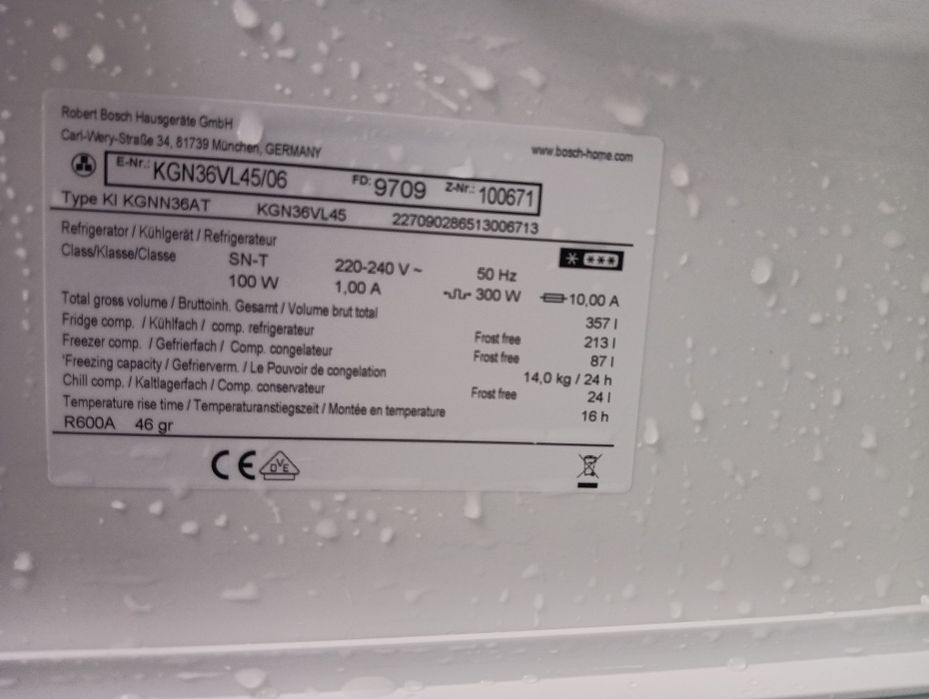 Robert Bosch Hausgeräte GmbH
Carl-Wery-Straße 34, 81739 München, GERMANY
www.bosch-home.com
E-Nr.: KGN36VL45/06 FD: 9709 Z-Nr.: 100671
Type KI KGNN36AT KGN36VL45 227090286513006713
Refrigerator / Kühlgerät / Refrigerateur
Class/Klasse/Classe SN-T 220-240 V ~ 50 Hz
100 W 1,00 A 300 W 10,00 A
Total gross volume / Bruttoinh. Gesamt / Volume brut total 357 l
Fridge comp. / Kühlfach / comp. refrigerateur Frost free 213 l
Freezer comp. / Gefrierfach / Comp. congelateur Frost free 87 l
'Freezing capacity / Gefrierverm. / Le Pouvoir de congelation 14,0 kg / 24 h
Chill comp. / Kaltlagerfach / Comp. conservateur Frost free 24 l
Temperature rise time / Temperaturanstiegszeit / Montée en temperature 16 h
R600A 46 gr
CE DVE